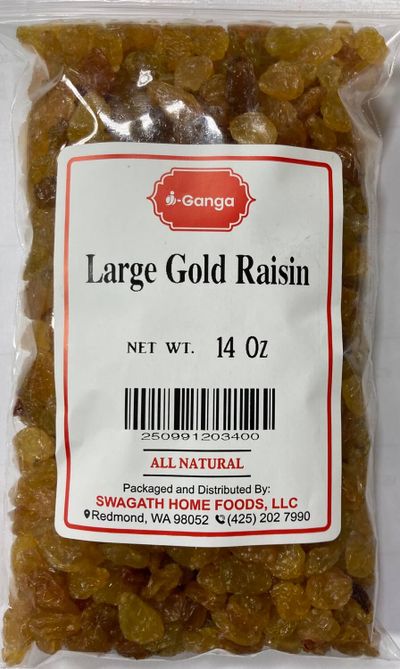 i-Ganga
Large Gold Raisin
NET WT. 14 Oz
250991203400
ALL NATURAL
Packaged and Distributed By:
SWAGATH HOME FOODS, LLC
Redmond, WA 98052 (425) 202 7990